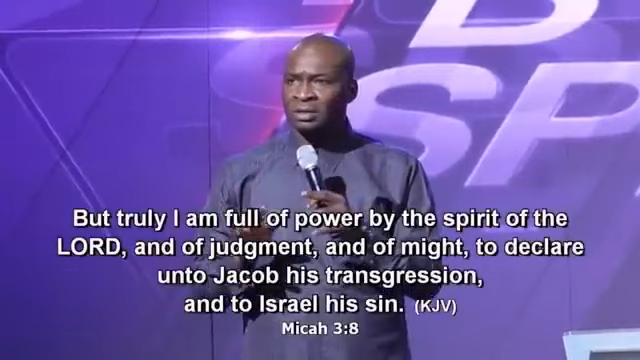 D
SP
But truly I am full of power by the spirit of the
LORD, and of judgment, and of might, to declare
unto Jacob his transgression,
and to Israel his sin. (KJV)
Micah 3:8